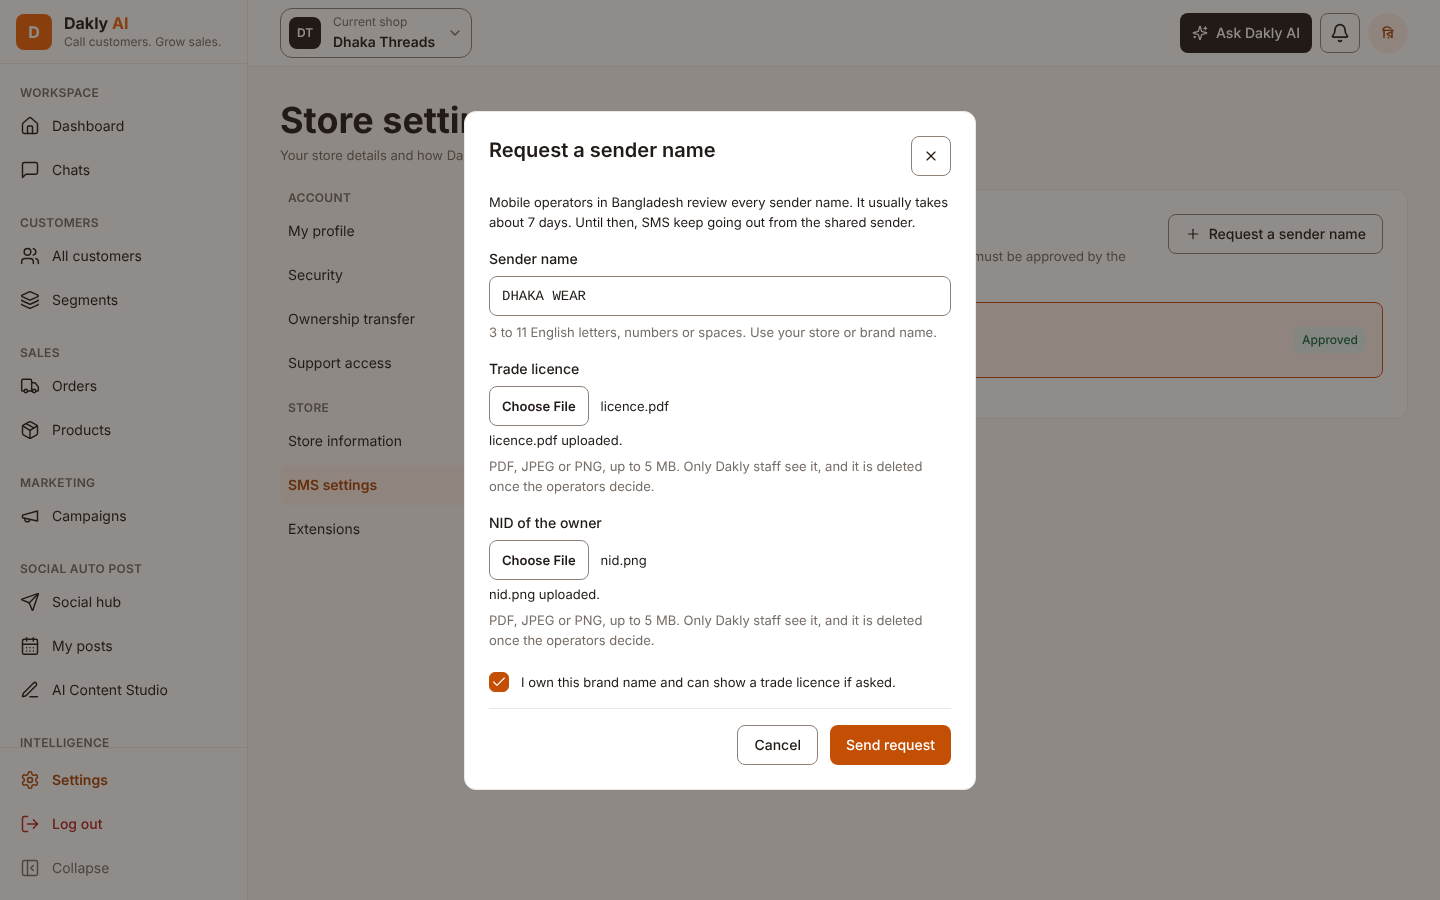 D
Dakly AI
Call customers. Grow sales.
WORKSPACE
Dashboard
Chats
CUSTOMERS
All customers
Segments
SALES
Orders
Products
MARKETING
Campaigns
SOCIAL AUTO POST
Social hub
My posts
AI Content Studio
INTELLIGENCE
Settings
Log out
Collapse
DT
Current shop
Dhaka Threads
Ask Dakly AI
রি
Store settin
Your store details and how Da
ACCOUNT
My profile
Security
Ownership transfer
Support access
STORE
Store information
SMS settings
Extensions
Request a sender name
must be approved by the
Approved
Request a sender name
Mobile operators in Bangladesh review every sender name. It usually takes
about 7 days. Until then, SMS keep going out from the shared sender.
Sender name
DHAKA WEAR
3 to 11 English letters, numbers or spaces. Use your store or brand name.
Trade licence
Choose File licence.pdf
licence.pdf uploaded.
PDF, JPEG or PNG, up to 5 MB. Only Dakly staff see it, and it is deleted
once the operators decide.
NID of the owner
Choose File nid.png
nid.png uploaded.
PDF, JPEG or PNG, up to 5 MB. Only Dakly staff see it, and it is deleted
once the operators decide.
I own this brand name and can show a trade licence if asked.
Cancel
Send request